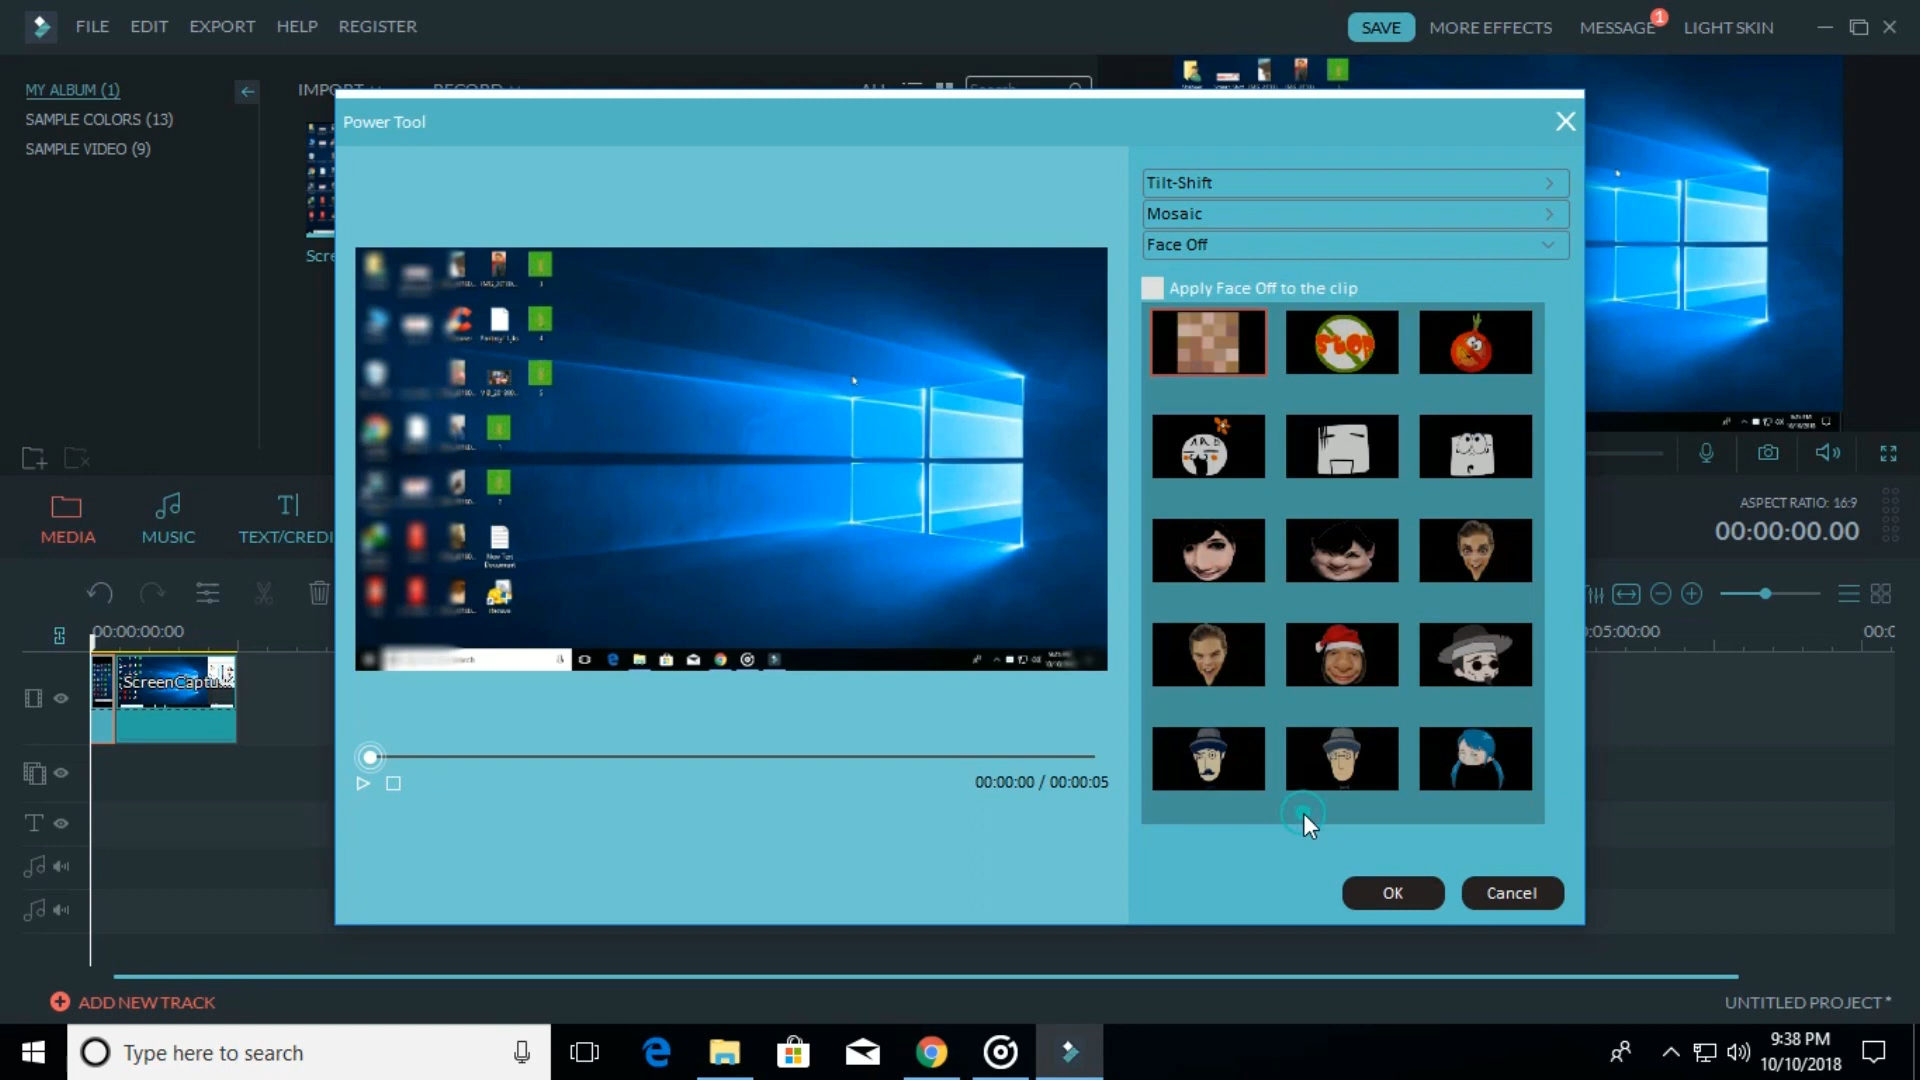 FILE EDIT EXPORT HELP REGISTER
SAVE MORE EFFECTS MESSAGE 1 LIGHT SKIN
MY ALBUM (1)
SAMPLE COLORS (13)
SAMPLE VIDEO (9)
Power Tool
Tilt-Shift
Mosaic
Face Off
Apply Face Off to the clip
STOP
New Text
Document
00:00:00 / 00:00:05
OK Cancel
MEDIA MUSIC TEXT/CREDI
ASPECT RATIO: 16:9
00:00:00.00
00:00:00:00
:05:00:00
ScreenCaptu...
ADD NEW TRACK
UNTITLED PROJECT *
Type here to search
9:38 PM
10/10/2018